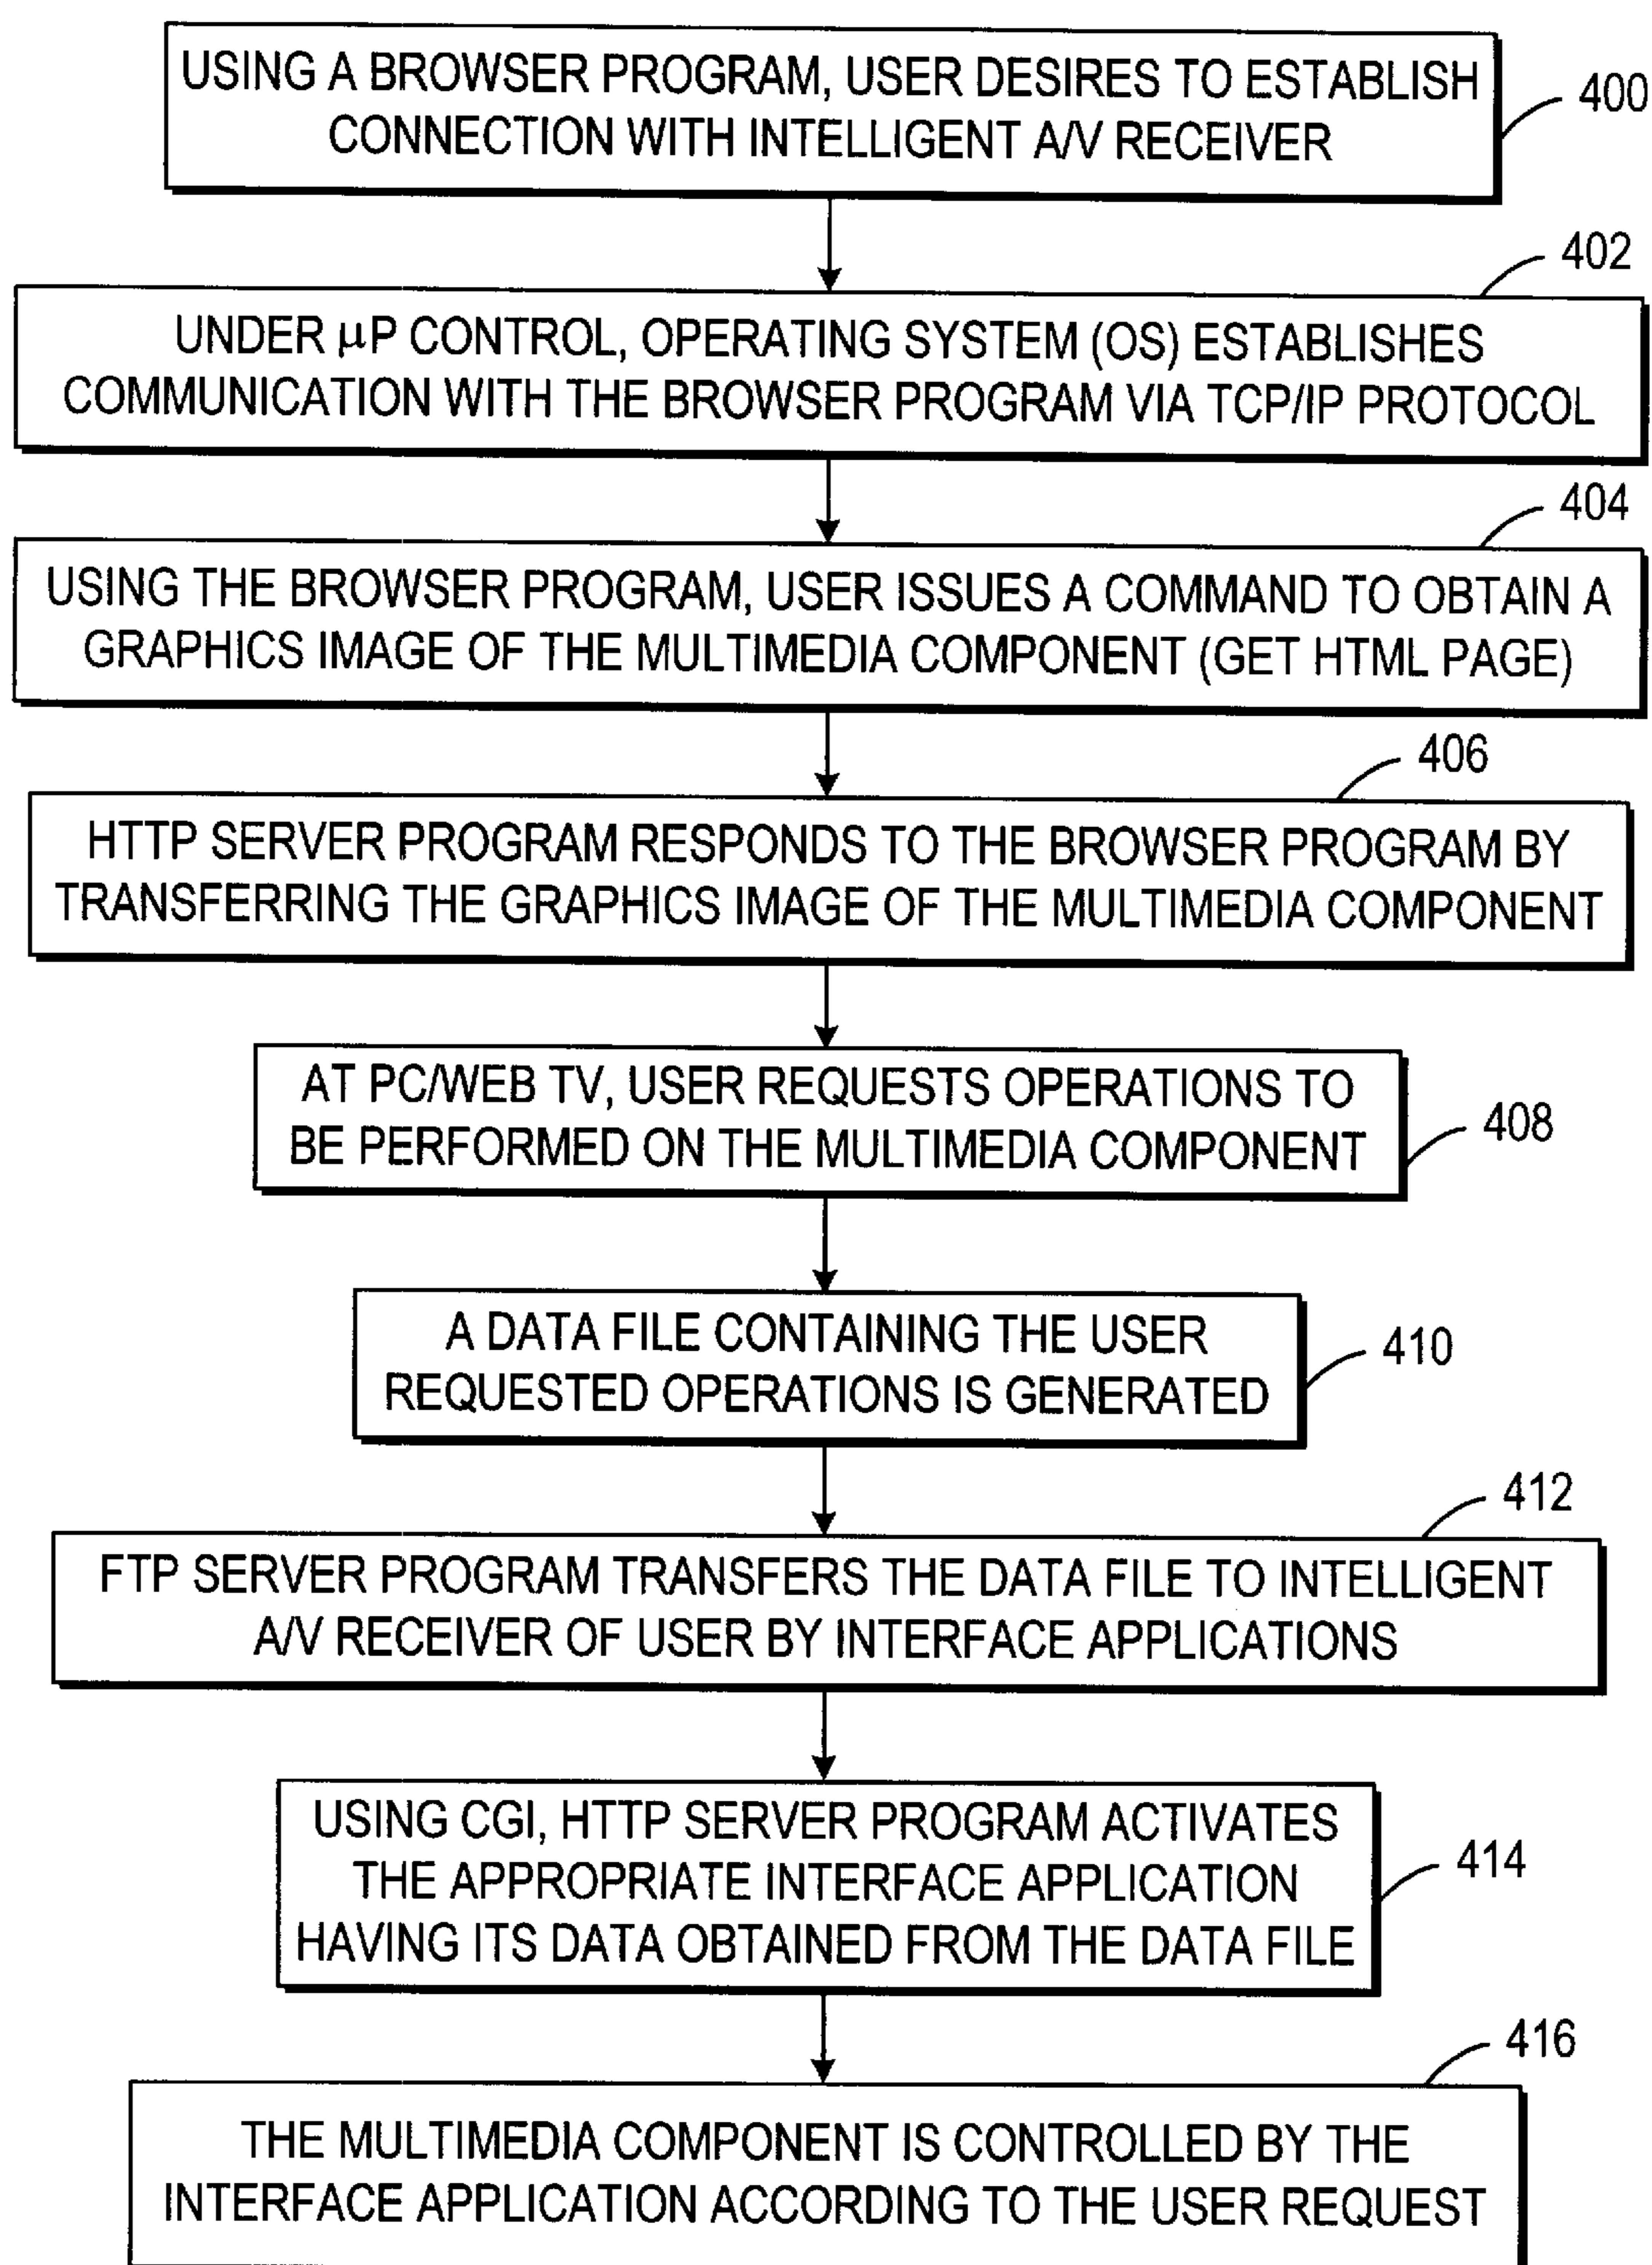 USING A BROWSER PROGRAM, USER DESIRES TO ESTABLISH
CONNECTION WITH INTELLIGENT A/V RECEIVER
400
402
UNDER µP CONTROL, OPERATING SYSTEM (OS) ESTABLISHES
COMMUNICATION WITH THE BROWSER PROGRAM VIA TCP/IP PROTOCOL
404
USING THE BROWSER PROGRAM, USER ISSUES A COMMAND TO OBTAIN A
GRAPHICS IMAGE OF THE MULTIMEDIA COMPONENT (GET HTML PAGE)
406
HTTP SERVER PROGRAM RESPONDS TO THE BROWSER PROGRAM BY
TRANSFERRING THE GRAPHICS IMAGE OF THE MULTIMEDIA COMPONENT
AT PC/WEB TV, USER REQUESTS OPERATIONS TO
BE PERFORMED ON THE MULTIMEDIA COMPONENT
408
A DATA FILE CONTAINING THE USER
REQUESTED OPERATIONS IS GENERATED
410
412
FTP SERVER PROGRAM TRANSFERS THE DATA FILE TO INTELLIGENT
A/V RECEIVER OF USER BY INTERFACE APPLICATIONS
USING CGI, HTTP SERVER PROGRAM ACTIVATES
THE APPROPRIATE INTERFACE APPLICATION
HAVING ITS DATA OBTAINED FROM THE DATA FILE
414
416
THE MULTIMEDIA COMPONENT IS CONTROLLED BY THE
INTERFACE APPLICATION ACCORDING TO THE USER REQUEST